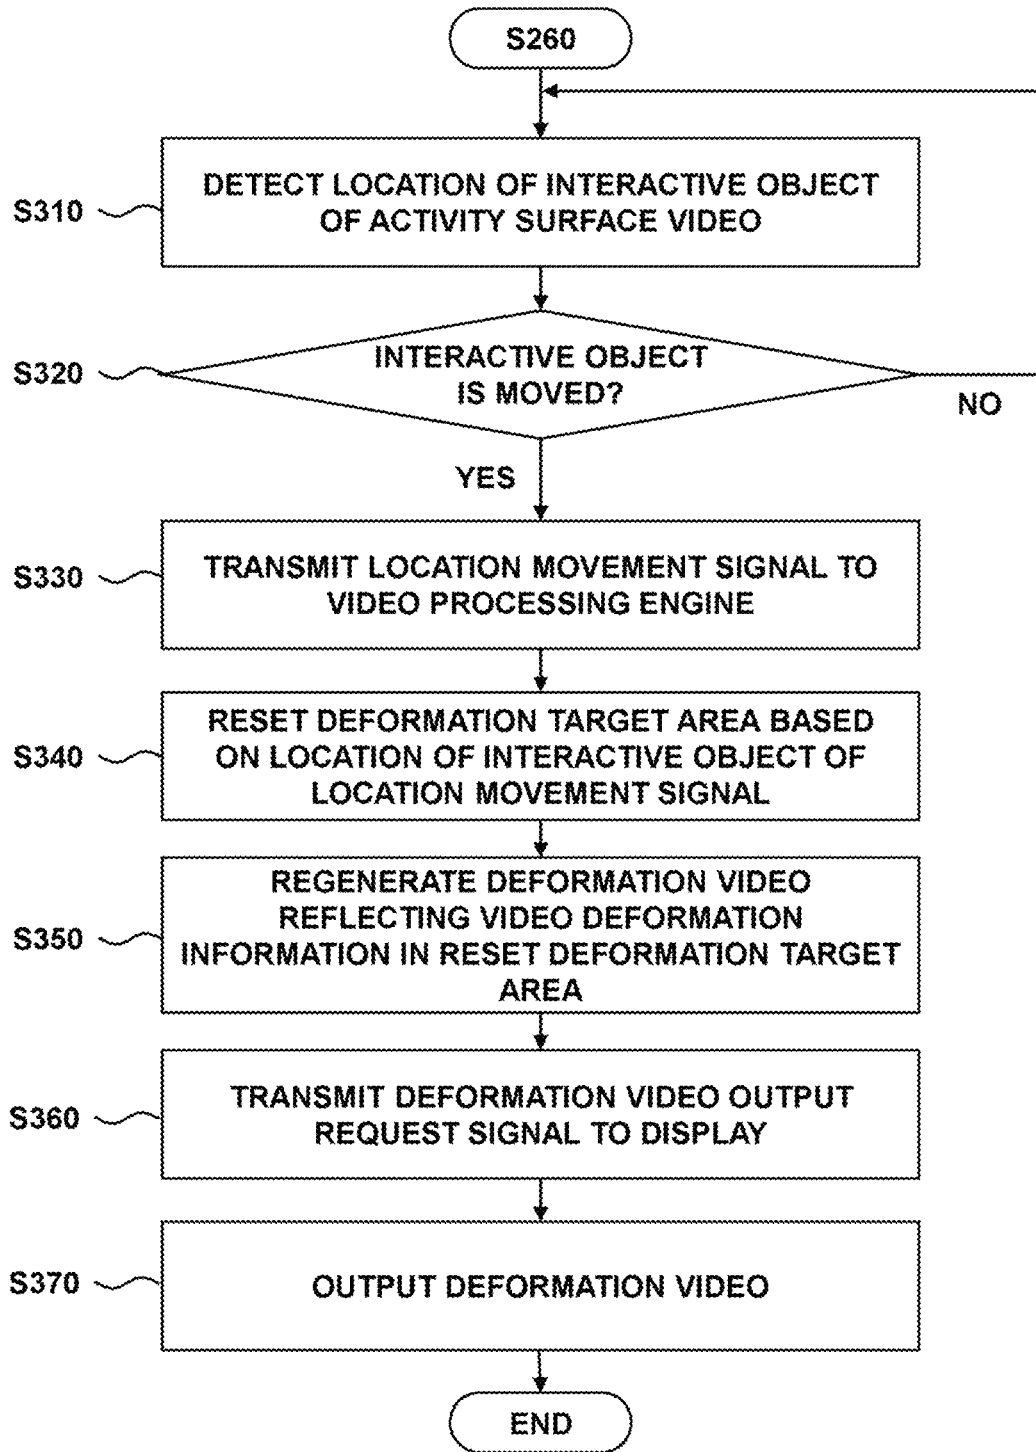 S260
S310
DETECT LOCATION OF INTERACTIVE OBJECT
OF ACTIVITY SURFACE VIDEO
S320
INTERACTIVE OBJECT
IS MOVED?
NO
YES
S330
TRANSMIT LOCATION MOVEMENT SIGNAL TO
VIDEO PROCESSING ENGINE
S340
RESET DEFORMATION TARGET AREA BASED
ON LOCATION OF INTERACTIVE OBJECT OF
LOCATION MOVEMENT SIGNAL
S350
REGENERATE DEFORMATION VIDEO
REFLECTING VIDEO DEFORMATION
INFORMATION IN RESET DEFORMATION TARGET
AREA
S360
TRANSMIT DEFORMATION VIDEO OUTPUT
REQUEST SIGNAL TO DISPLAY
S370
OUTPUT DEFORMATION VIDEO
END